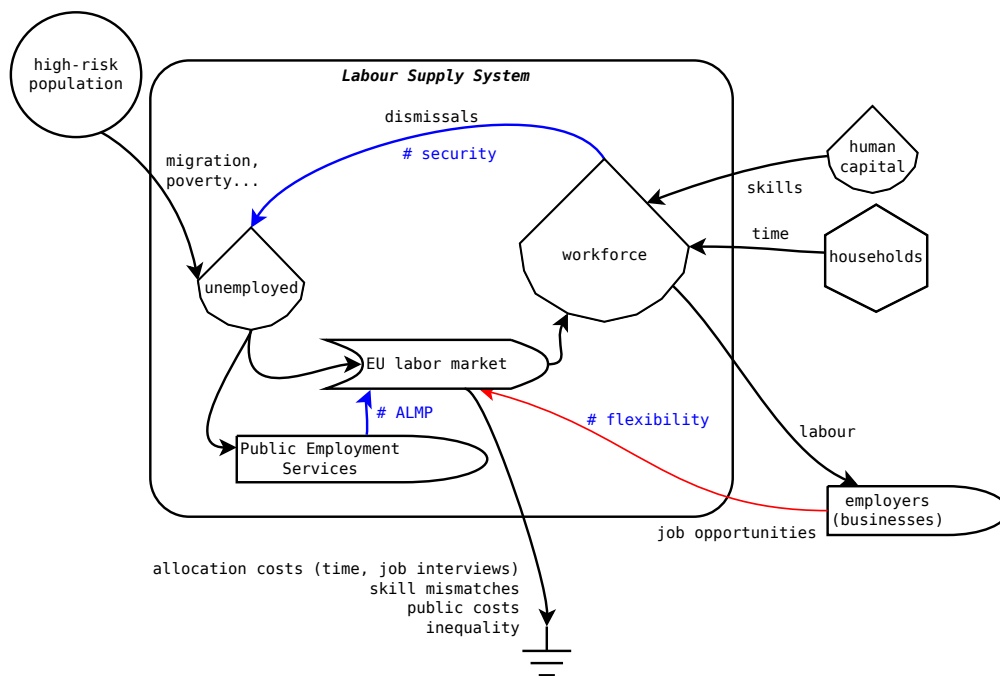 high-risk
population
Labour Supply System
dismissals
# security
migration,
poverty...
human
capital
skills
time
households
workforce
unemployed
EU labor market
# ALMP
# flexibility
labour
Public Employment
Services
employers
(businesses)
job opportunities
allocation costs (time, job interviews)
skill mismatches
public costs
inequality